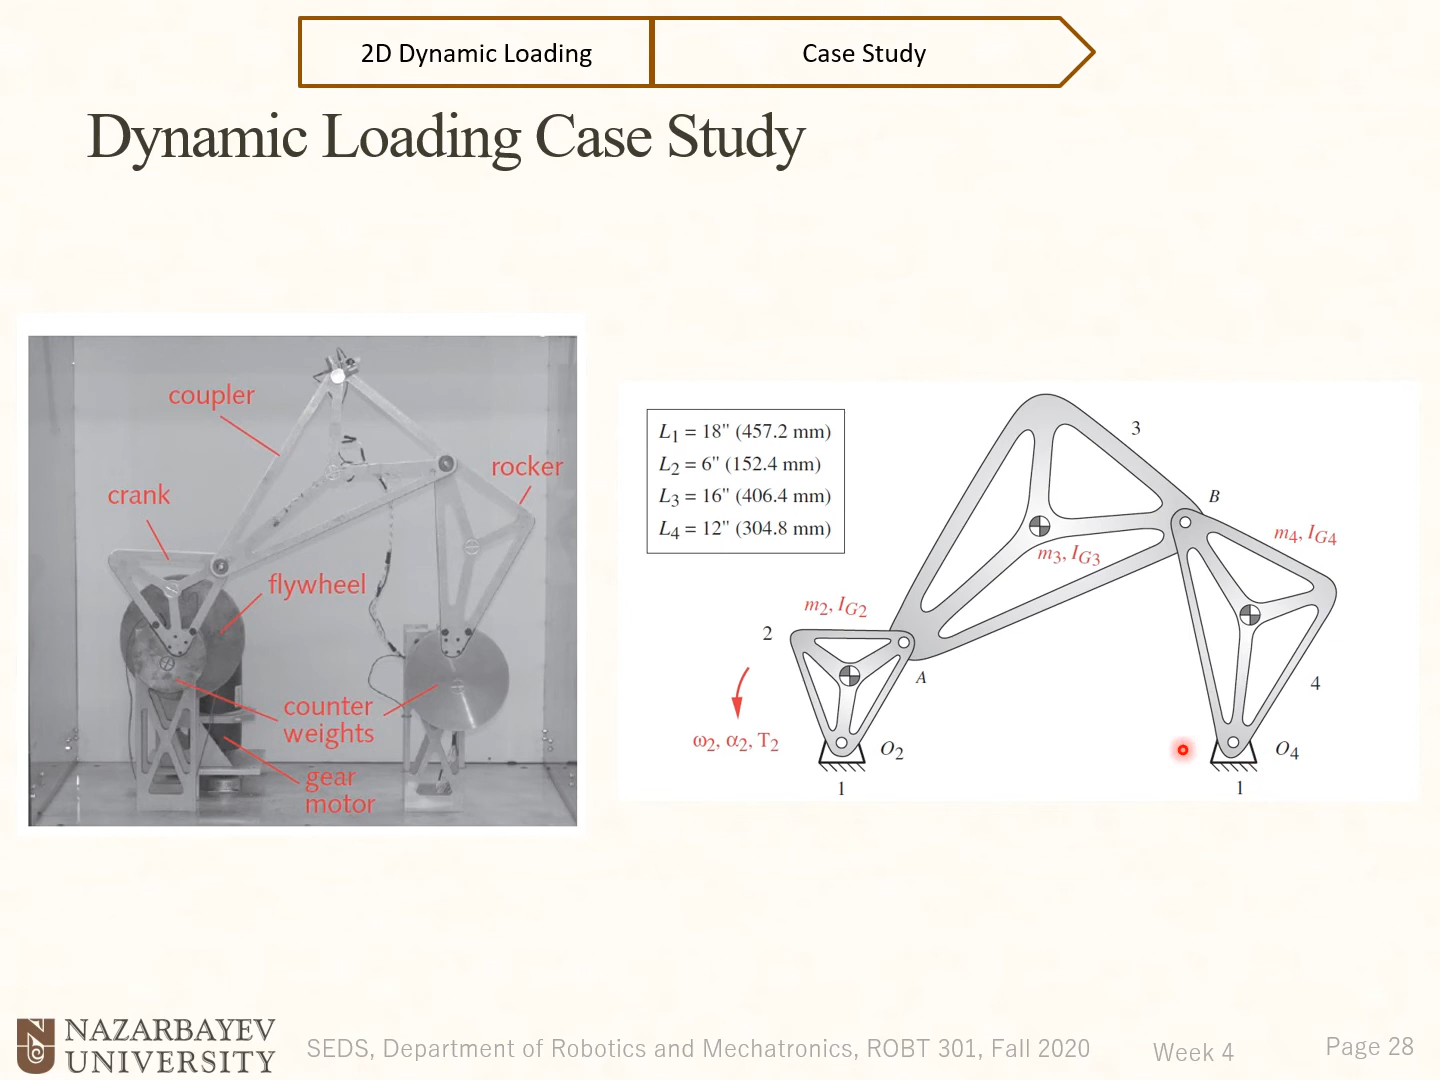 2D Dynamic Loading
Case Study
Dynamic Loading Case Study
coupler
rocker
crank
flywheel
counter
weights
gear
motor
L1 = 18" (457.2 mm)
L2 = 6" (152.4 mm)
L3 = 16" (406.4 mm)
L4 = 12" (304.8 mm)
3
B
m4, IG4
m3, IG3
m2, IG2
2
A
4
ω2, α2, T2
O2
O4
1
1
NAZARBAYEV
UNIVERSITY
SEDS, Department of Robotics and Mechatronics, ROBT 301, Fall 2020
Week 4
Page 28